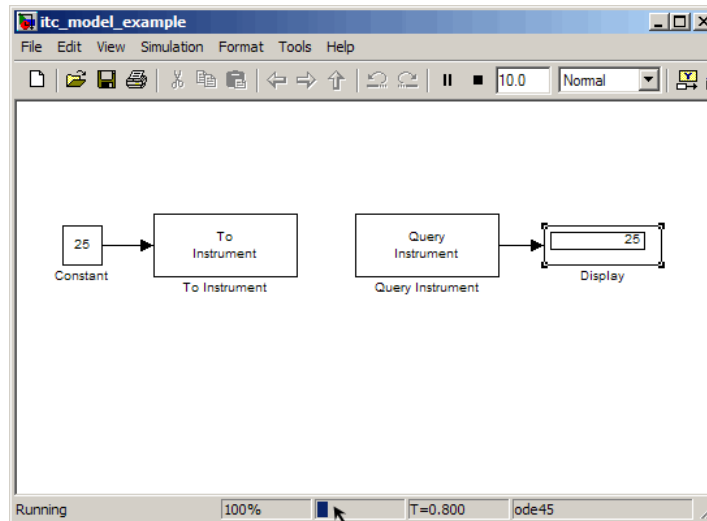 itc_model_example
File Edit View Simulation Format Tools Help
10.0 Normal
25
To
Instrument
Query
Instrument
25
Constant
To Instrument
Query Instrument
Display
Running 100% T=0.800 ode45